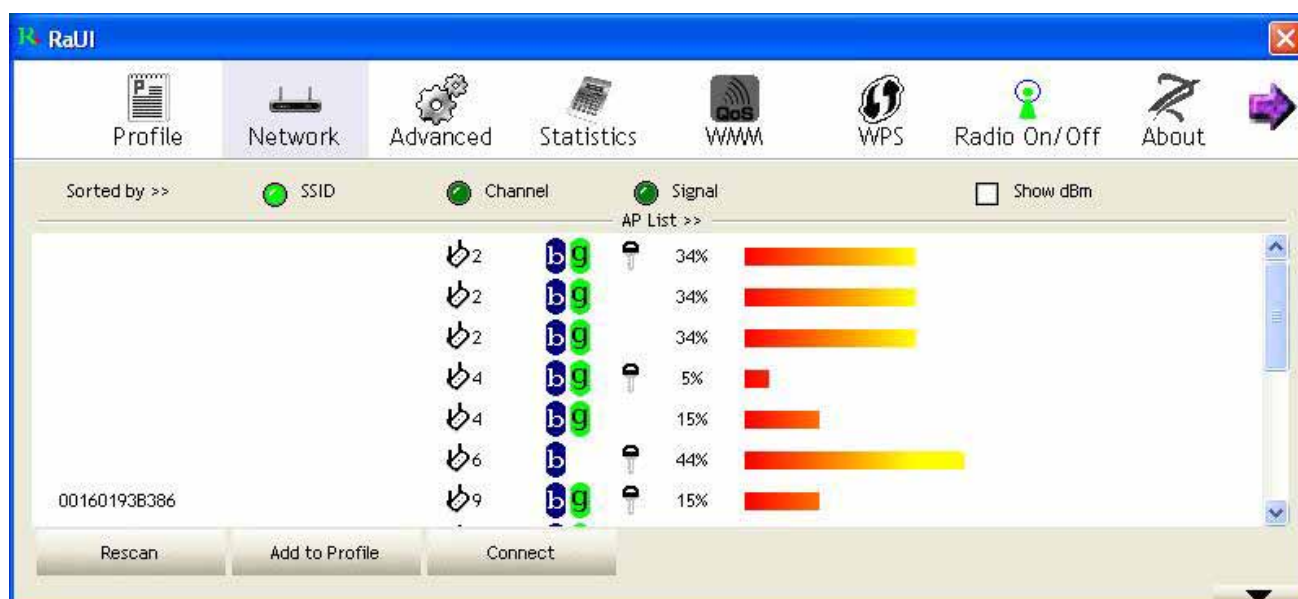 R RaUI
P QoS
Profile Network Advanced Statistics WMM WPS Radio On/Off About
Sorted by >> SSID Channel Signal Show dBm
AP List >>
2 b g 34%
2 b g 34%
2 b g 34%
4 b g 5%
4 b g 15%
6 b 44%
00160193B386 9 b g 15%
Rescan Add to Profile Connect